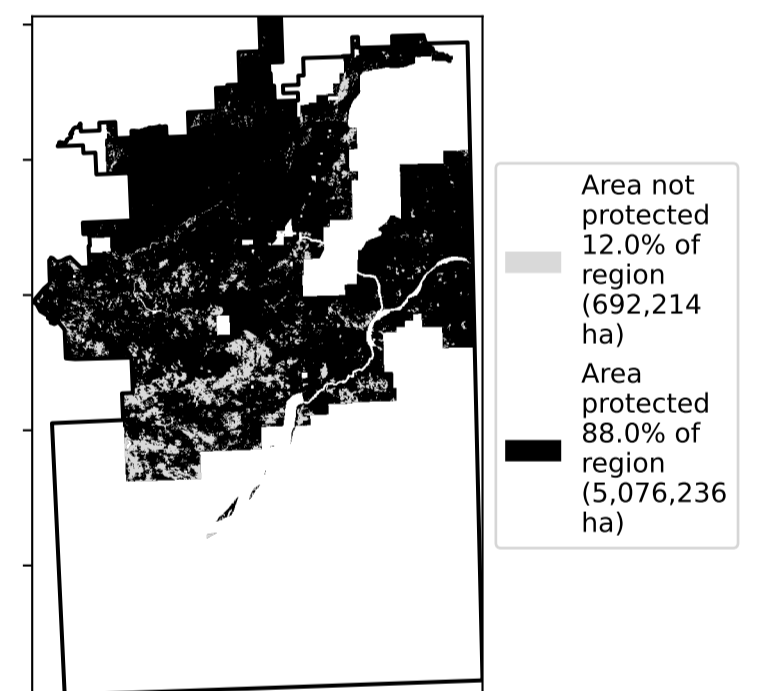 Area not
protected
12.0% of
region
(692,214
ha)
Area
protected
88.0% of
region
(5,076,236
ha)